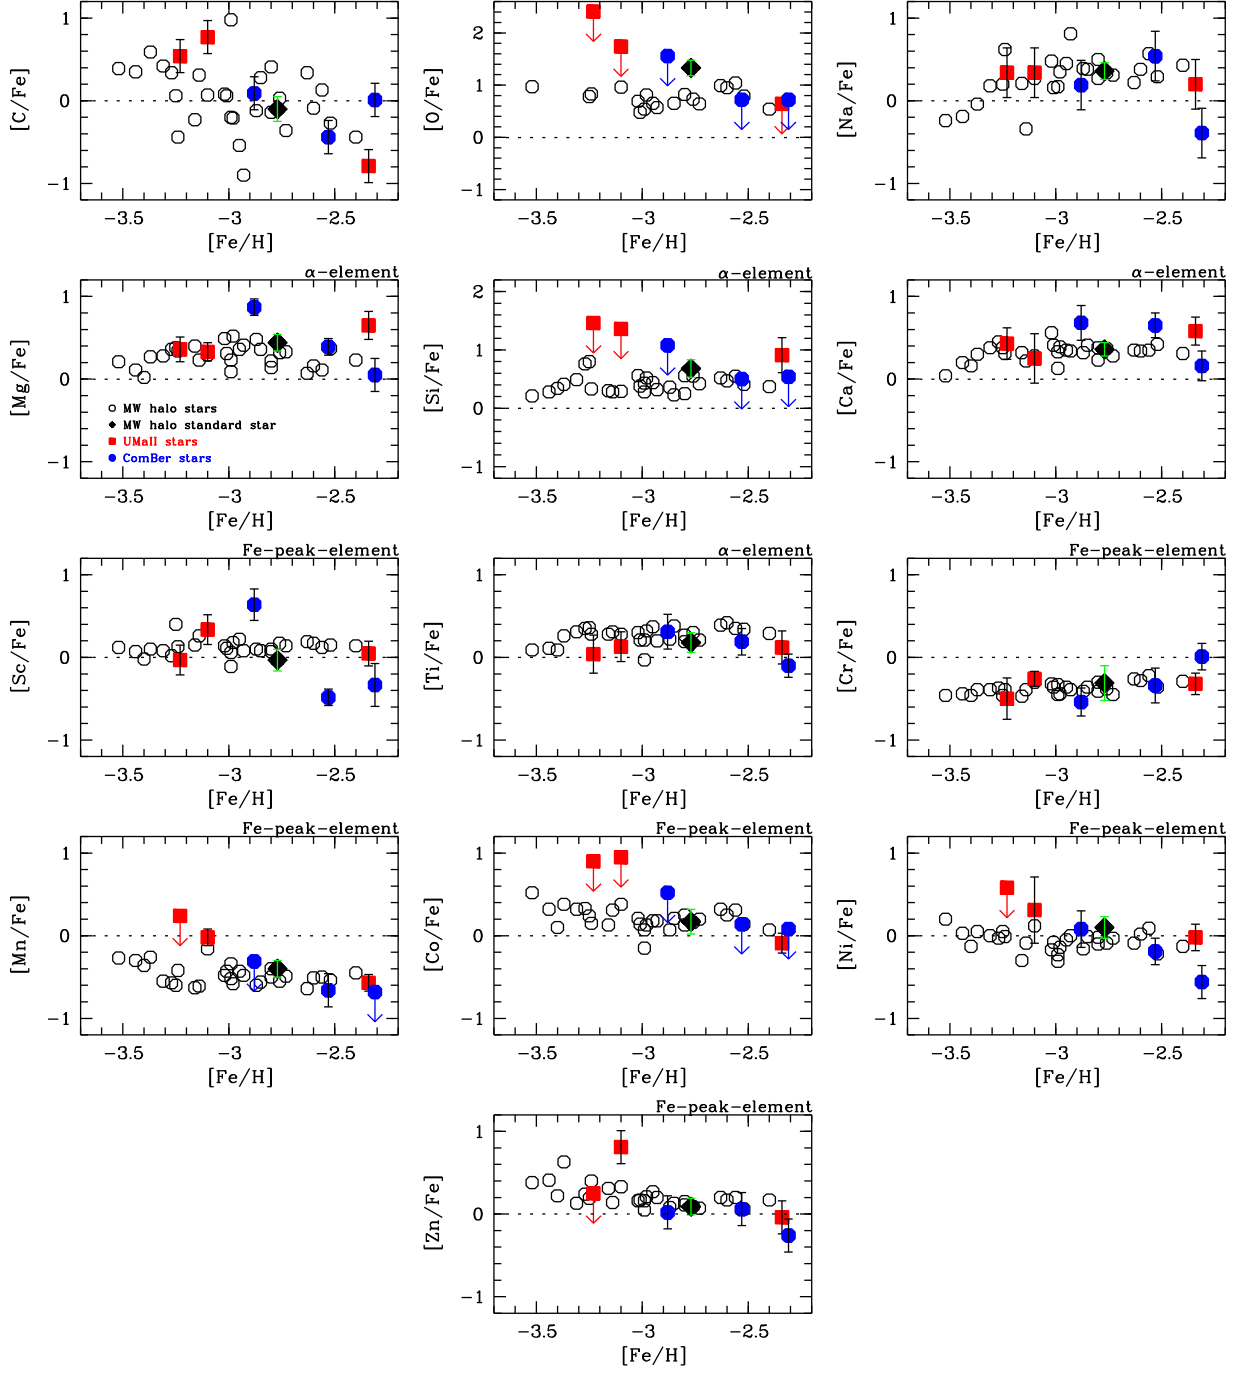 1
0
−1
[C/Fe]
−3.5 −3 −2.5
[Fe/H]
2
1
0
−1
[O/Fe]
−3.5 −3 −2.5
[Fe/H]
1
0
−1
[Na/Fe]
−3.5 −3 −2.5
[Fe/H]
α−element
1
0
−1
[Mg/Fe]
MW halo stars
MW halo standard star
UMaII stars
ComBer stars
−3.5 −3 −2.5
[Fe/H]
α−element
2
1
0
−1
[Si/Fe]
−3.5 −3 −2.5
[Fe/H]
α−element
1
0
−1
[Ca/Fe]
−3.5 −3 −2.5
[Fe/H]
Fe−peak−element
1
0
−1
[Sc/Fe]
−3.5 −3 −2.5
[Fe/H]
α−element
1
0
−1
[Ti/Fe]
−3.5 −3 −2.5
[Fe/H]
Fe−peak−element
1
0
−1
[Cr/Fe]
−3.5 −3 −2.5
[Fe/H]
Fe−peak−element
1
0
−1
[Mn/Fe]
−3.5 −3 −2.5
[Fe/H]
Fe−peak−element
1
0
−1
[Co/Fe]
−3.5 −3 −2.5
[Fe/H]
Fe−peak−element
1
0
−1
[Ni/Fe]
−3.5 −3 −2.5
[Fe/H]
Fe−peak−element
1
0
−1
[Zn/Fe]
−3.5 −3 −2.5
[Fe/H]